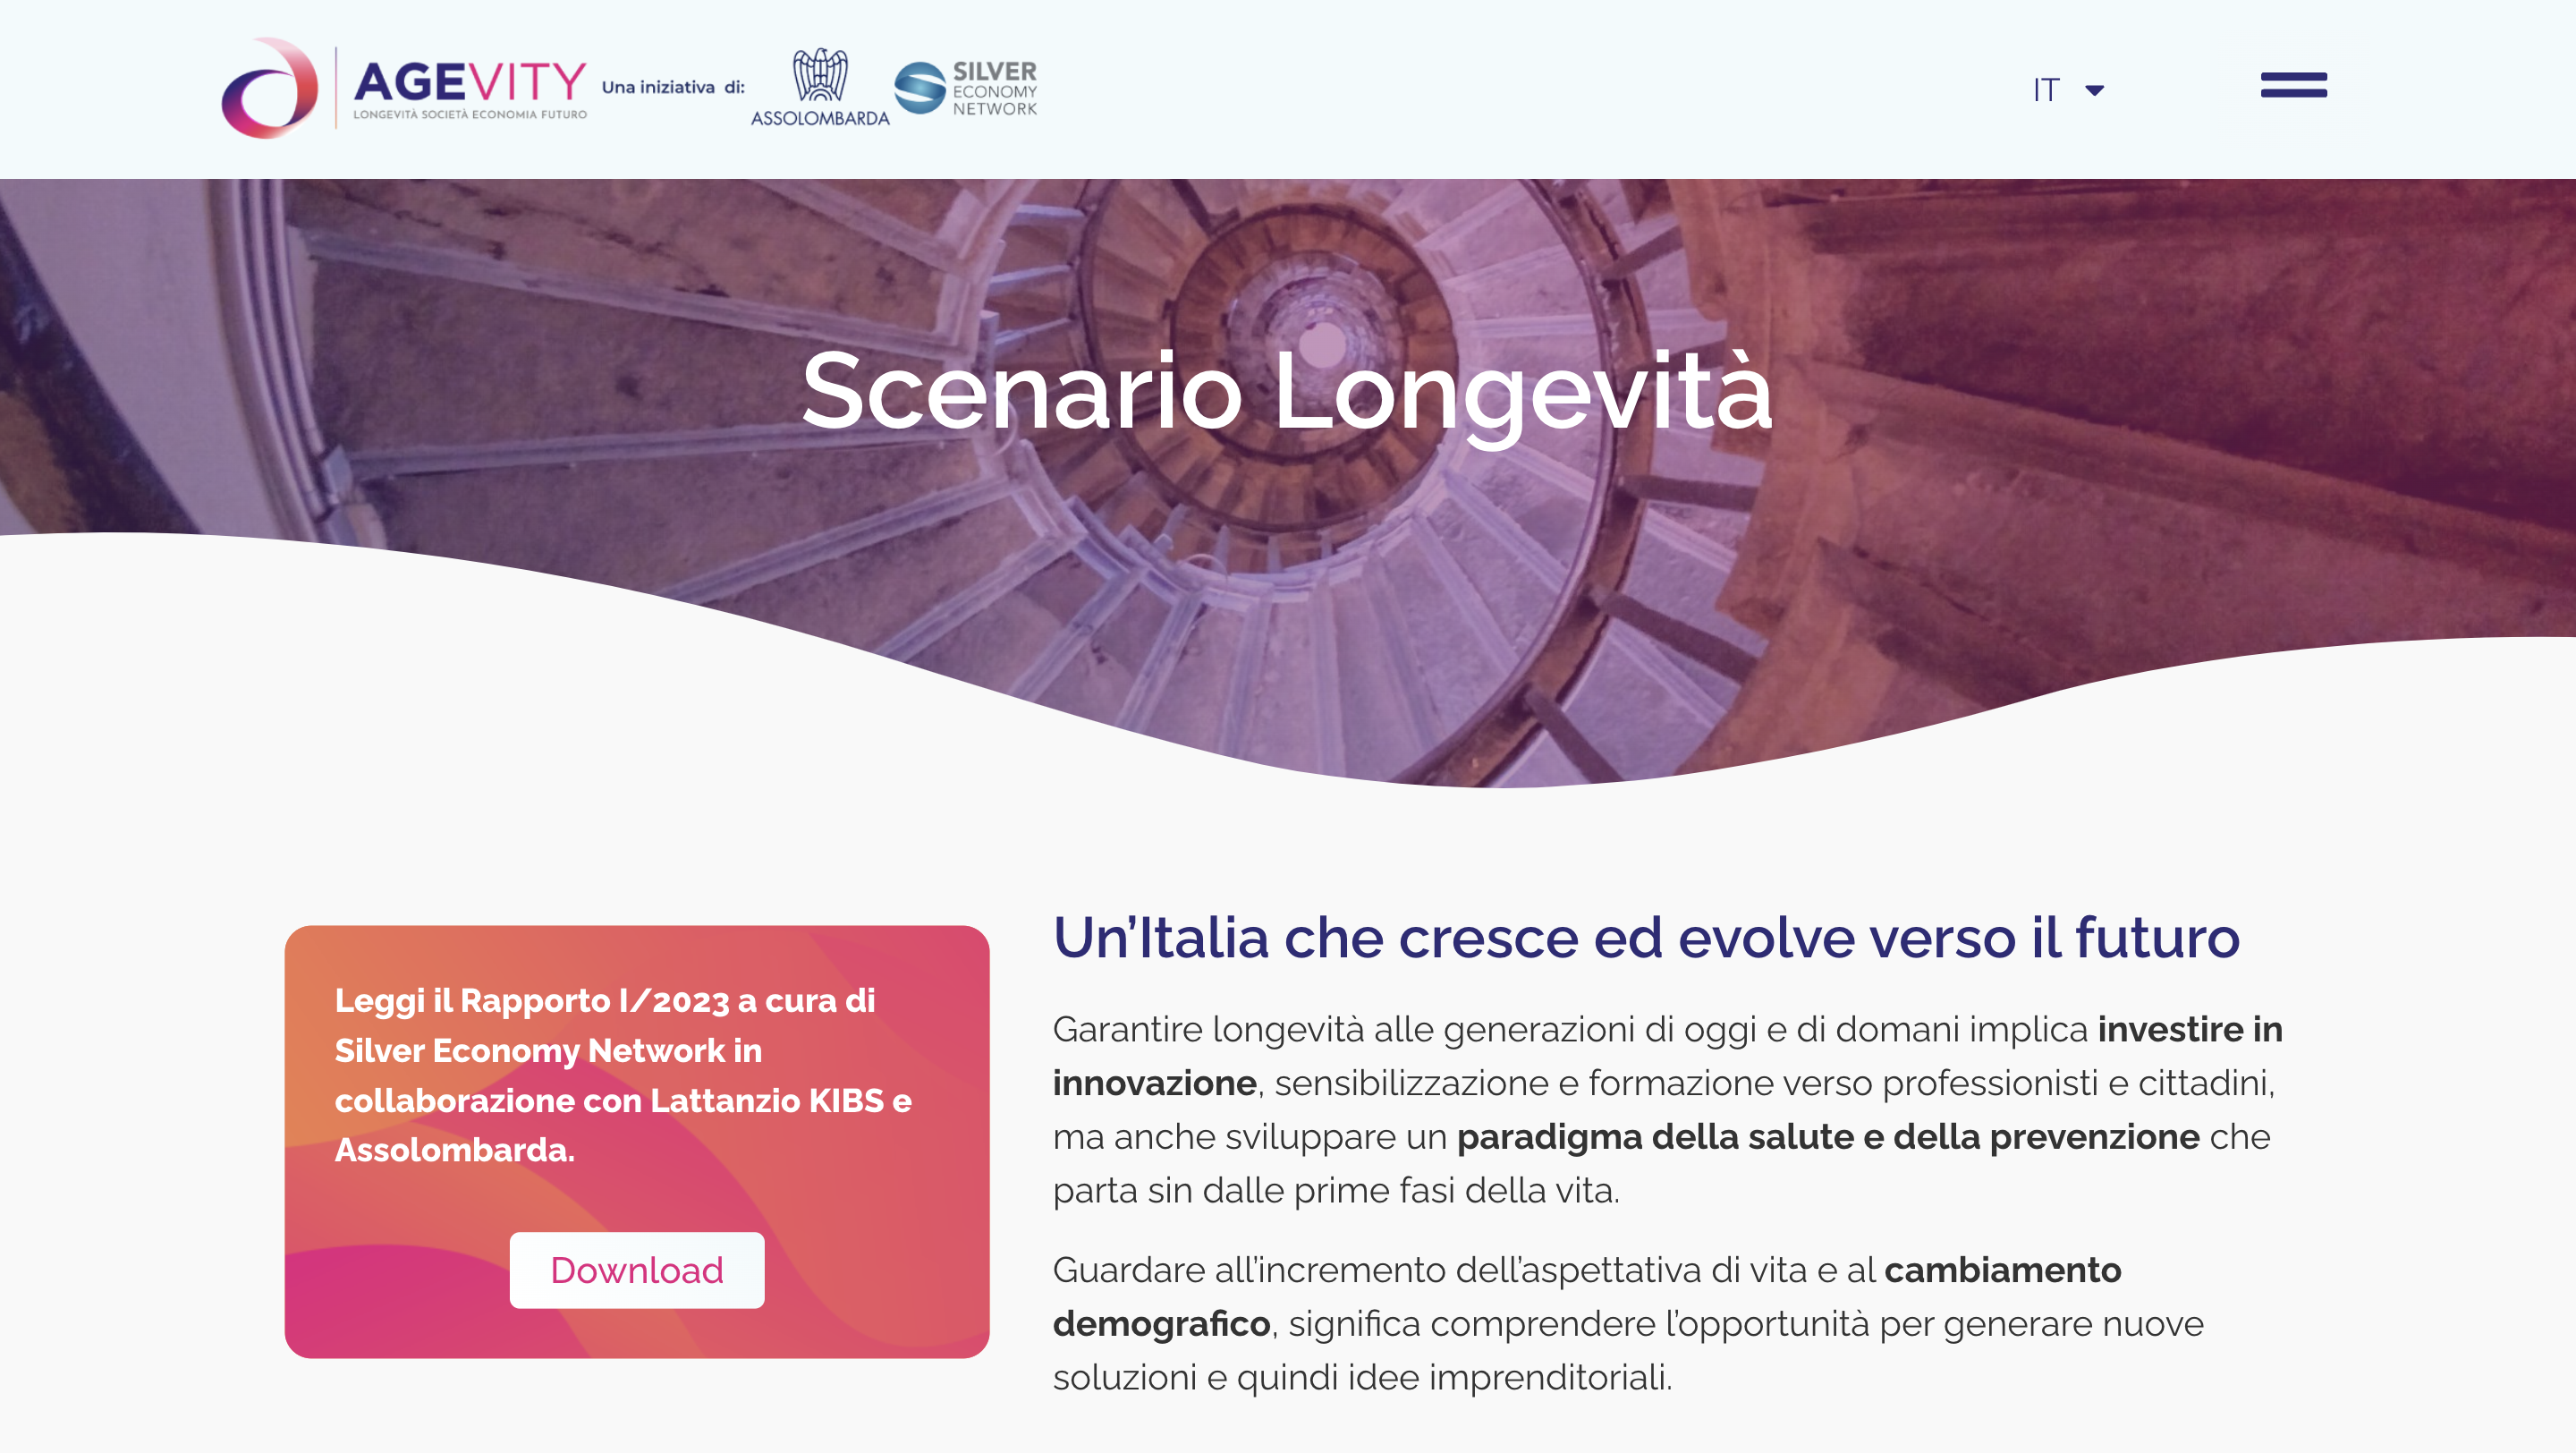 AGEVITY
LONGEVITÀ SOCIETÀ ECONOMIA FUTURO
Una iniziativa di:
ASSOLOMBARDA
SILVER
ECONOMY
NETWORK
IT
Scenario Longevità
Leggi il Rapporto I/2023 a cura di
Silver Economy Network in
collaborazione con Lattanzio KIBS e
Assolombarda.
Download
Un’Italia che cresce ed evolve verso il futuro
Garantire longevità alle generazioni di oggi e di domani implica investire in
innovazione, sensibilizzazione e formazione verso professionisti e cittadini,
ma anche sviluppare un paradigma della salute e della prevenzione che
parta sin dalle prime fasi della vita.
Guardare all’incremento dell’aspettativa di vita e al cambiamento
demografico, significa comprendere l’opportunità per generare nuove
soluzioni e quindi idee imprenditoriali.